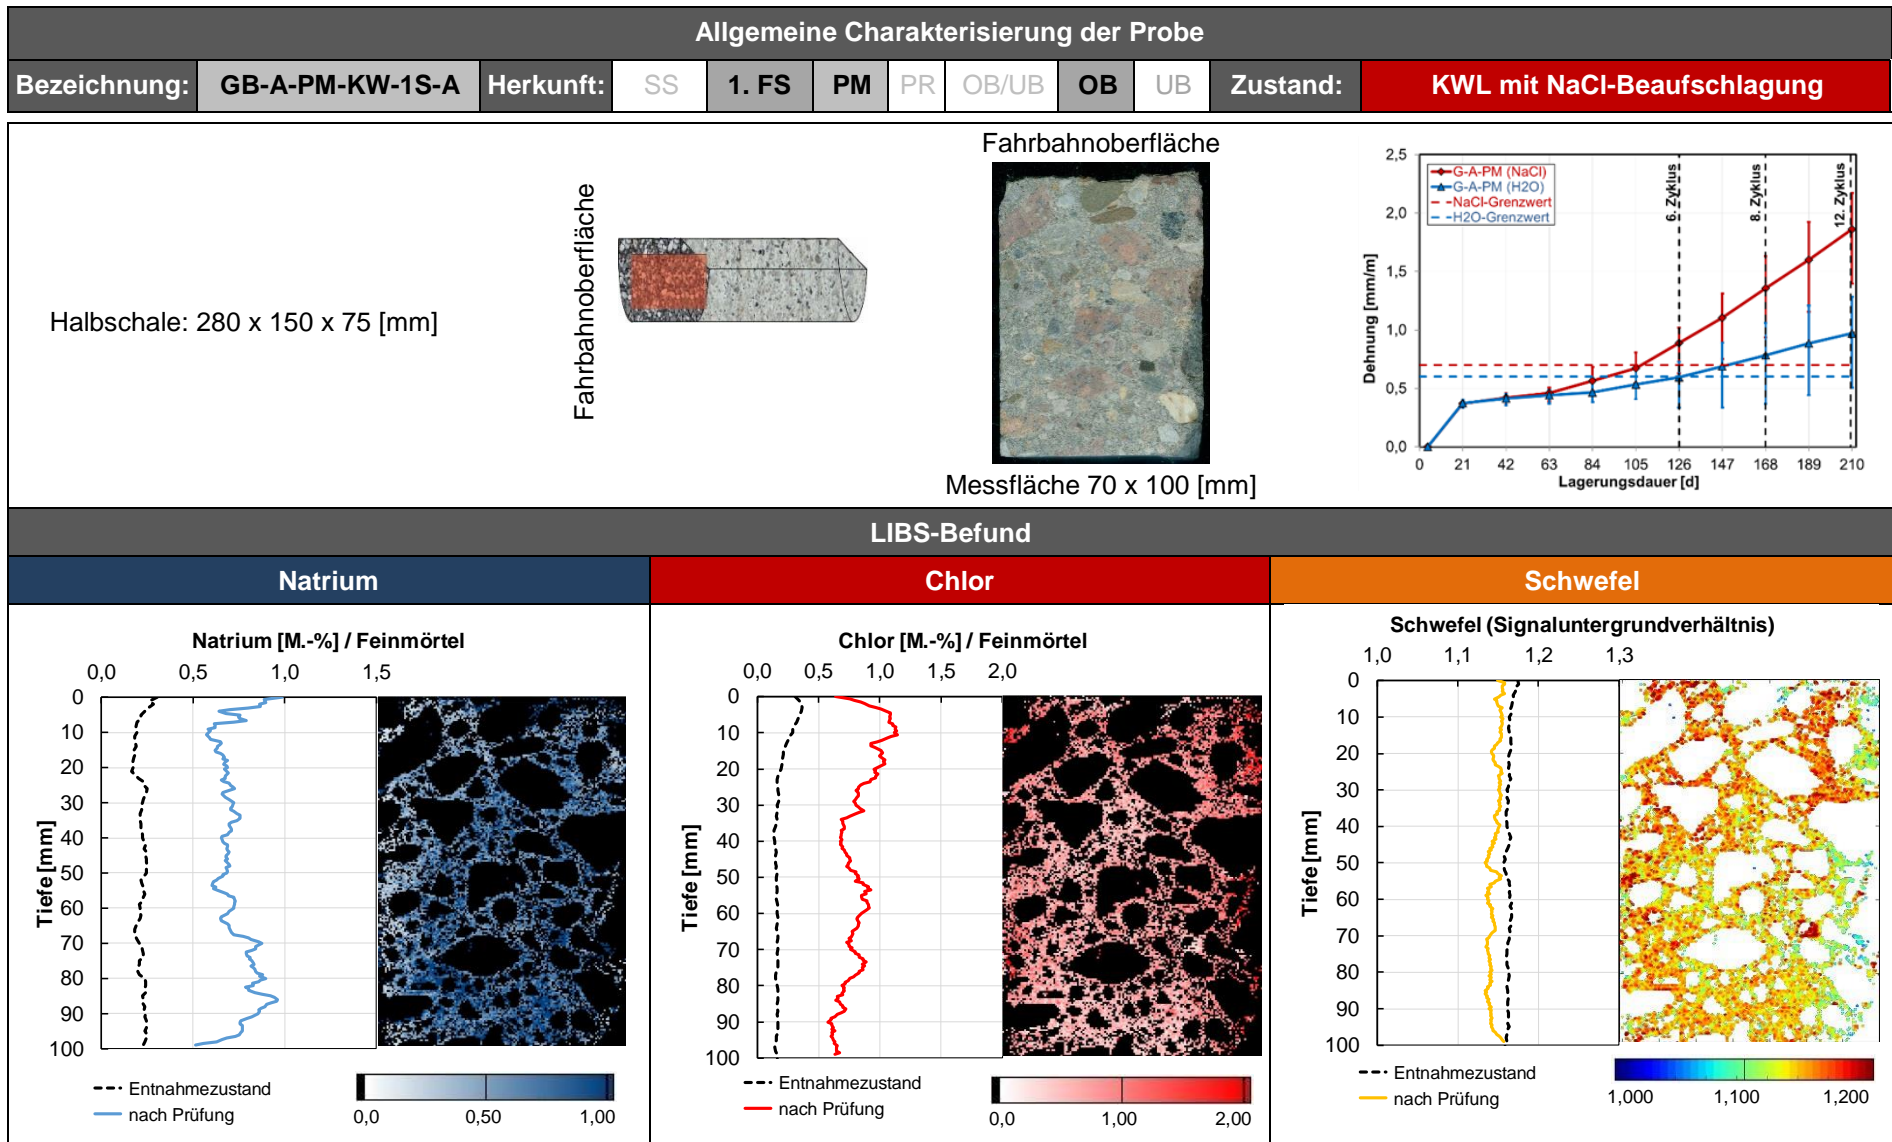 Allgemeine Charakterisierung der Probe
Bezeichnung: GB-A-PM-KW-1S-A Herkunft: SS 1. FS PM PR OB/UB OB UB Zustand: KWL mit NaCl-Beaufschlagung
Halbschale: 280 x 150 x 75 [mm]
Fahrbahnoberfläche
Fahrbahnoberfläche
Messfläche 70 x 100 [mm]
Dehnung [mm/m]
2,5
2,0
1,5
1,0
0,5
0,0
G-A-PM (NaCl)
G-A-PM (H2O)
NaCl-Grenzwert
H2O-Grenzwert
6. Zyklus
8. Zyklus
12. Zyklus
0 21 42 63 84 105 126 147 168 189 210
Lagerungsdauer [d]
LIBS-Befund
Natrium Chlor Schwefel
Natrium [M.-%] / Feinmörtel
0,0 0,5 1,0 1,5
Tiefe [mm]
0
10
20
30
40
50
60
70
80
90
100
Entnahmezustand
nach Prüfung
0,0 0,50 1,00
Chlor [M.-%] / Feinmörtel
0,0 0,5 1,0 1,5 2,0
Tiefe [mm]
0
10
20
30
40
50
60
70
80
90
100
Entnahmezustand
nach Prüfung
0,0 1,00 2,00
Schwefel (Signaluntergrundverhältnis)
1,0 1,1 1,2 1,3
Tiefe [mm]
0
10
20
30
40
50
60
70
80
90
100
Entnahmezustand
nach Prüfung
1,000 1,100 1,200